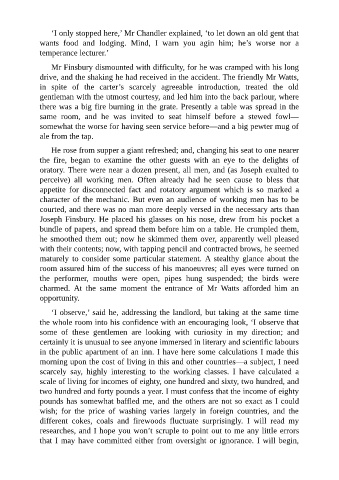 ‘I only stopped here,’ Mr Chandler explained, ‘to let down an old gent that
wants food and lodging. Mind, I warn you agin him; he’s worse nor a
temperance lecturer.’
Mr Finsbury dismounted with difficulty, for he was cramped with his long
drive, and the shaking he had received in the accident. The friendly Mr Watts,
in spite of the carter’s scarcely agreeable introduction, treated the old
gentleman with the utmost courtesy, and led him into the back parlour, where
there was a big fire burning in the grate. Presently a table was spread in the
same room, and he was invited to seat himself before a stewed fowl—
somewhat the worse for having seen service before—and a big pewter mug of
ale from the tap.
He rose from supper a giant refreshed; and, changing his seat to one nearer
the fire, began to examine the other guests with an eye to the delights of
oratory. There were near a dozen present, all men, and (as Joseph exulted to
perceive) all working men. Often already had he seen cause to bless that
appetite for disconnected fact and rotatory argument which is so marked a
character of the mechanic. But even an audience of working men has to be
courted, and there was no man more deeply versed in the necessary arts than
Joseph Finsbury. He placed his glasses on his nose, drew from his pocket a
bundle of papers, and spread them before him on a table. He crumpled them,
he smoothed them out; now he skimmed them over, apparently well pleased
with their contents; now, with tapping pencil and contracted brows, he seemed
maturely to consider some particular statement. A stealthy glance about the
room assured him of the success of his manoeuvres; all eyes were turned on
the performer, mouths were open, pipes hung suspended; the birds were
charmed. At the same moment the entrance of Mr Watts afforded him an
opportunity.
‘I observe,’ said he, addressing the landlord, but taking at the same time
the whole room into his confidence with an encouraging look, ‘I observe that
some of these gentlemen are looking with curiosity in my direction; and
certainly it is unusual to see anyone immersed in literary and scientific labours
in the public apartment of an inn. I have here some calculations I made this
morning upon the cost of living in this and other countries—a subject, I need
scarcely say, highly interesting to the working classes. I have calculated a
scale of living for incomes of eighty, one hundred and sixty, two hundred, and
two hundred and forty pounds a year. I must confess that the income of eighty
pounds has somewhat baffled me, and the others are not so exact as I could
wish; for the price of washing varies largely in foreign countries, and the
different cokes, coals and firewoods fluctuate surprisingly. I will read my
researches, and I hope you won’t scruple to point out to me any little errors
that I may have committed either from oversight or ignorance. I will begin,